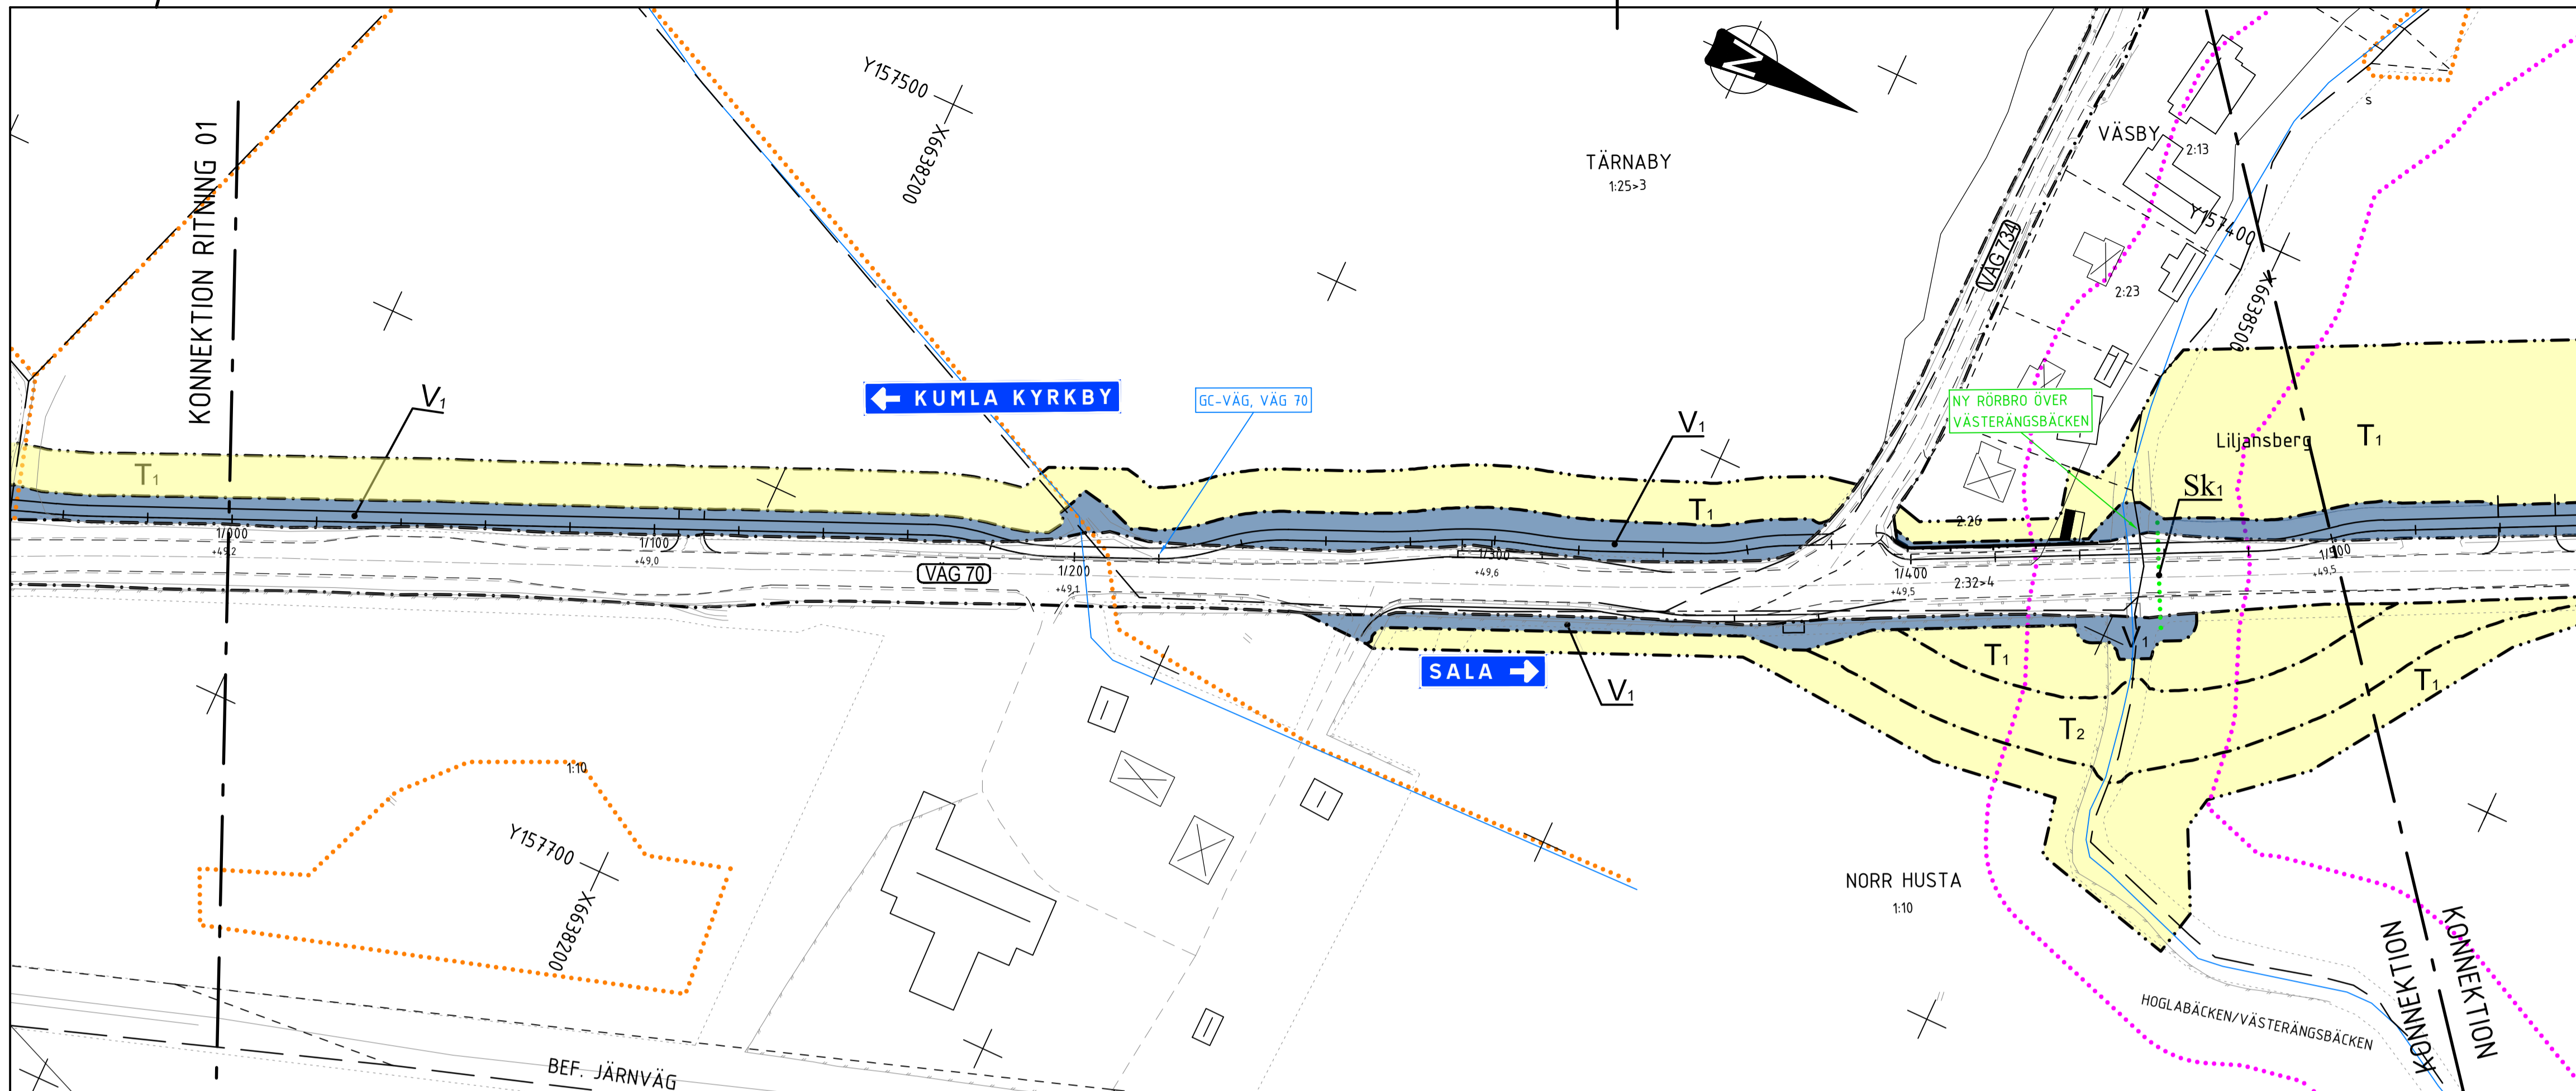 KONNEKTION RITNING 01
Y157500
X6638200
N
TÄRNABY
1:25>3
VÄSBY
2:13
S
Y157400
X6638500
VÄG 734
2:23
V1
KUMLA KYRKBY
GC-VÄG, VÄG 70
V1
NY RÖRBRO ÖVER
VÄSTERÄNGSBÄCKEN
Liljansberg
T1
T1
T1
Sk1
2:26
1/000
+49,2
1/100
+49,0
VÄG 70
1/200
+49,1
1/300
+49,6
1/400
+49,5
2:32>4
1/500
+49,5
SALA
V1
V1
T1
T1
T2
1:10
Y157700
X6638200
NORR HUSTA
1:10
HOGLABÄCKEN/VÄSTERÄNGSBÄCKEN
KONNEKTION
KONNEKTION
BEF. JÄRNVÄG